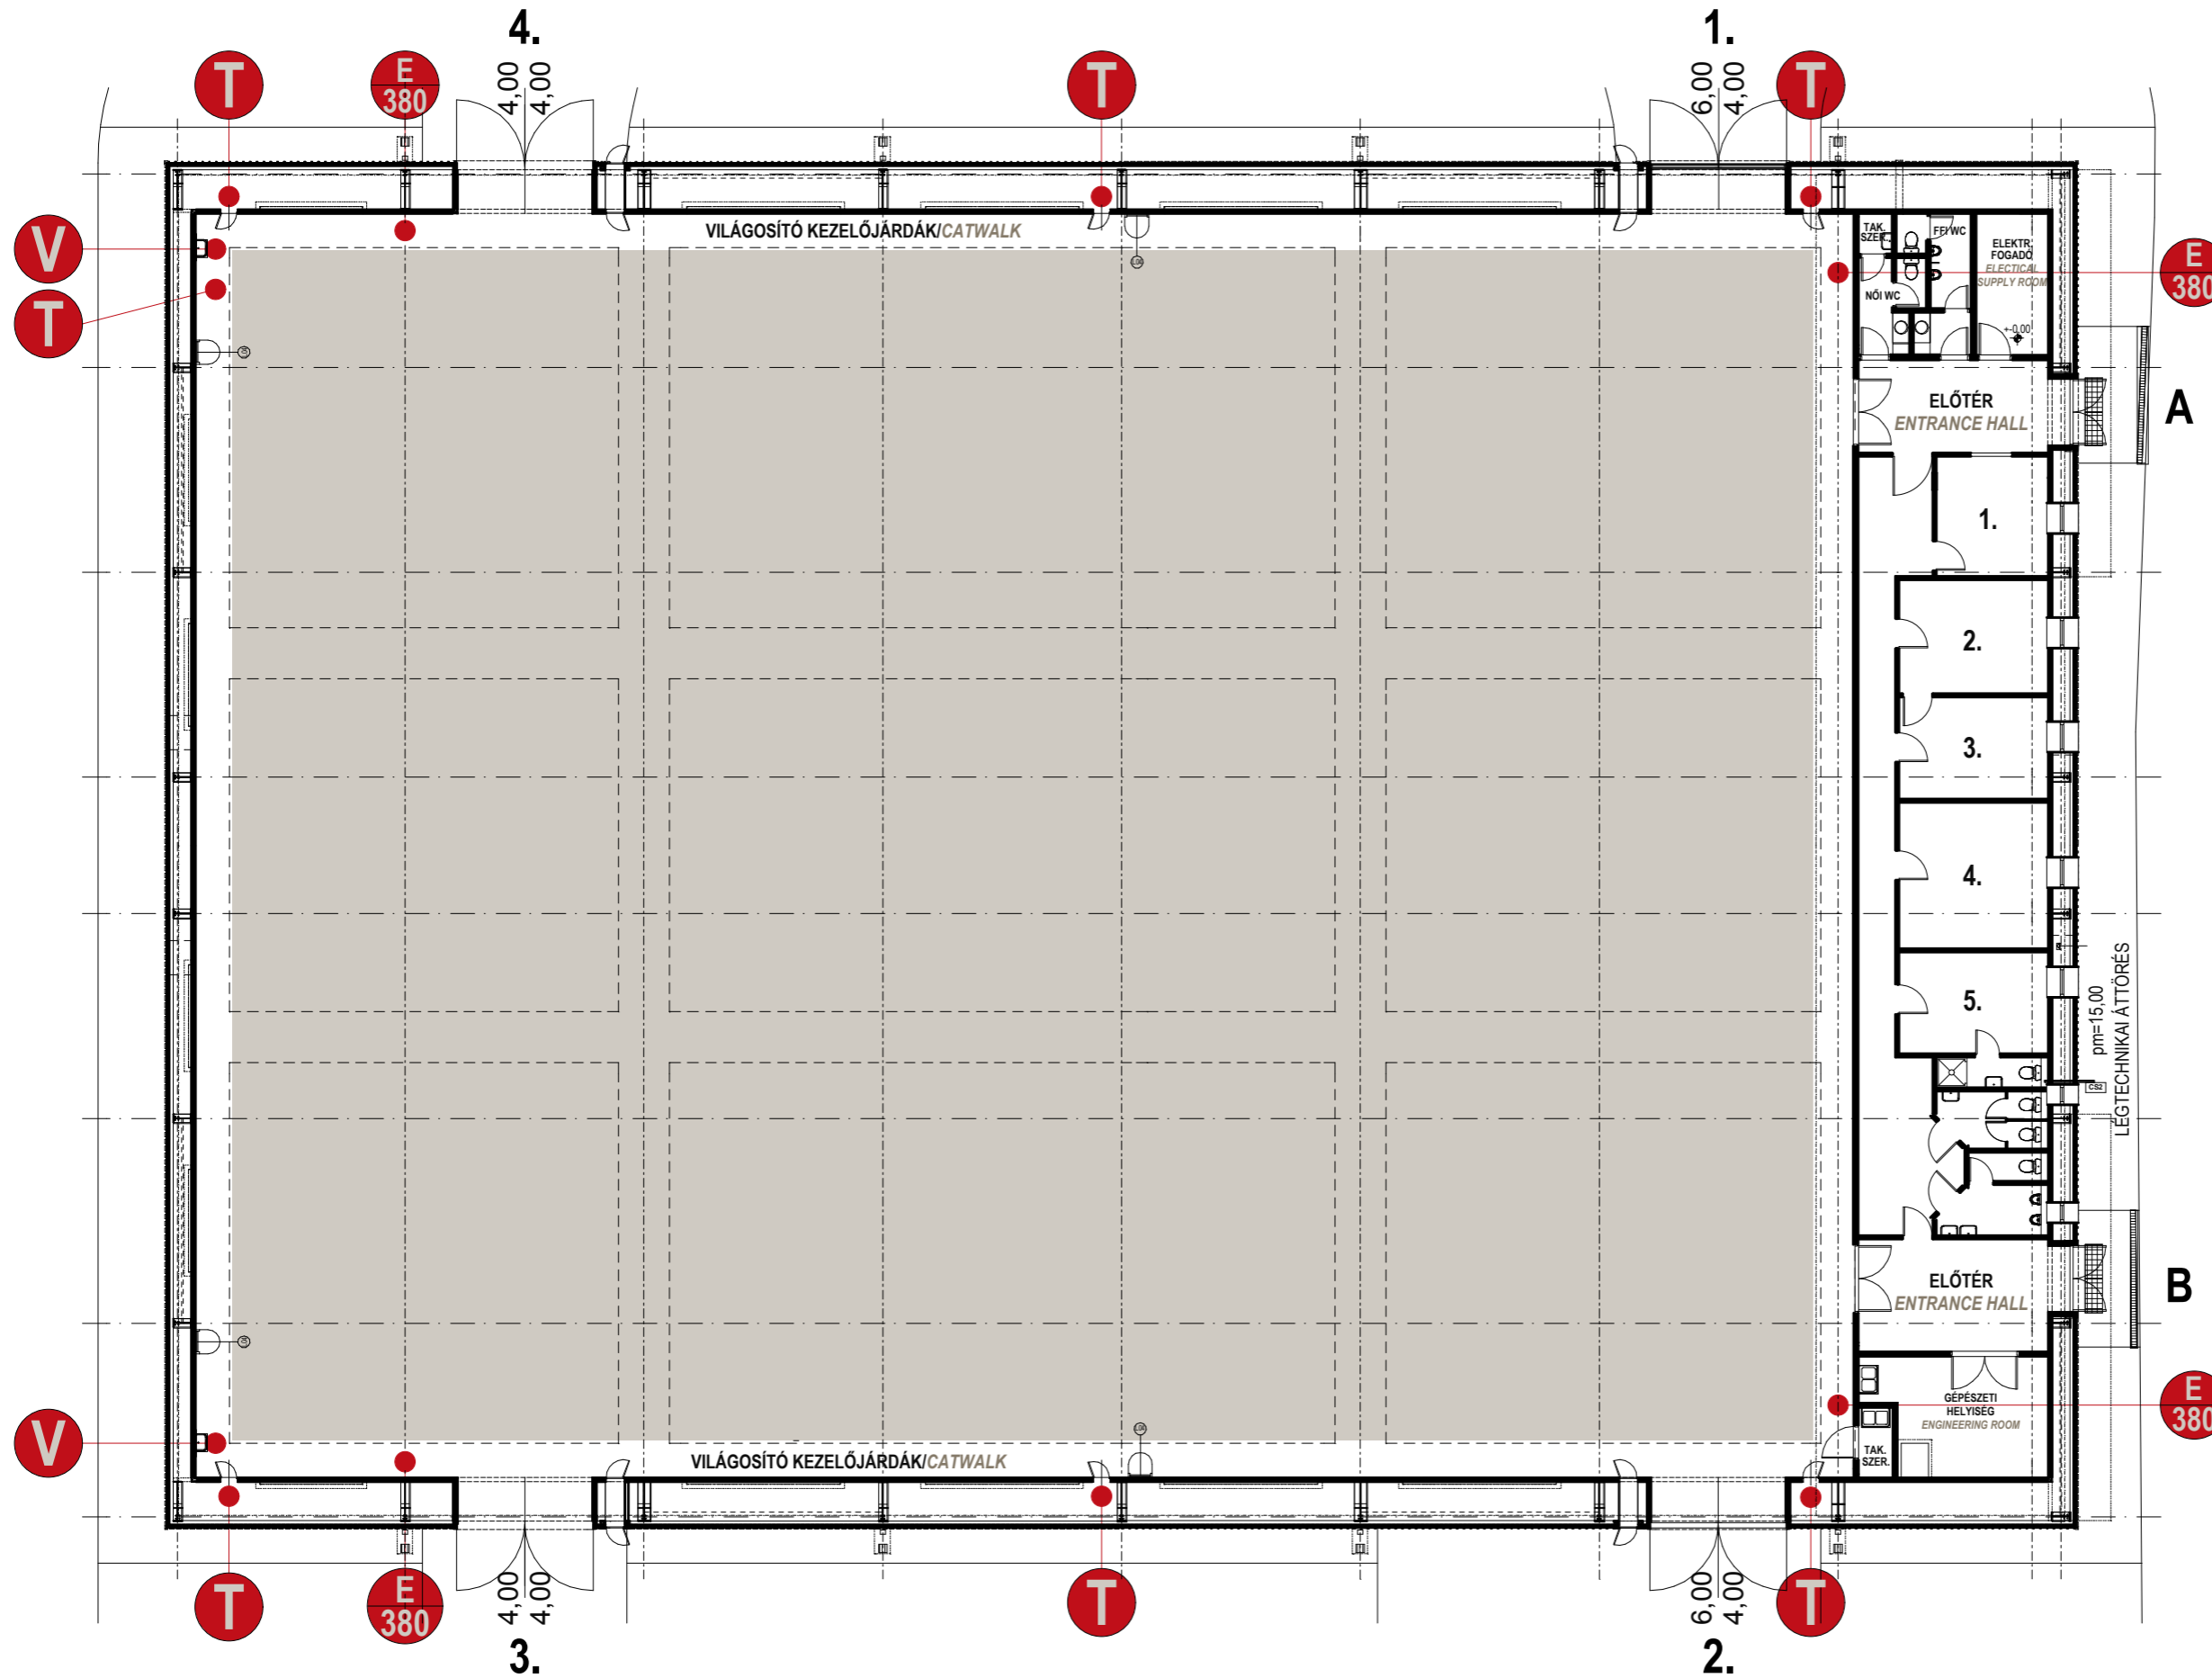 4.
1.
T
E
380
4,00
4,00
T
6,00
4,00
T
VILÁGOSÍTÓ KEZELŐJÁRDÁK/CATWALK
V
T
TAK.
SZER.
FFI WC
ELEKTR.
FOGADÓ
ELECTICAL
SUPPLY ROOM
NŐI WC
+-0,00
E
380
ELŐTÉR
ENTRANCE HALL
A
1.
2.
3.
4.
5.
pm=15,00
LÉGTECHNIKAI ÁTTÖRÉS
CS2
ELŐTÉR
ENTRANCE HALL
B
GÉPÉSZETI
HELYISÉG
ENGINEERING ROOM
TAK.
SZER.
E
380
V
VILÁGOSÍTÓ KEZELŐJÁRDÁK/CATWALK
T
E
380
4,00
4,00
T
6,00
4,00
T
3.
2.